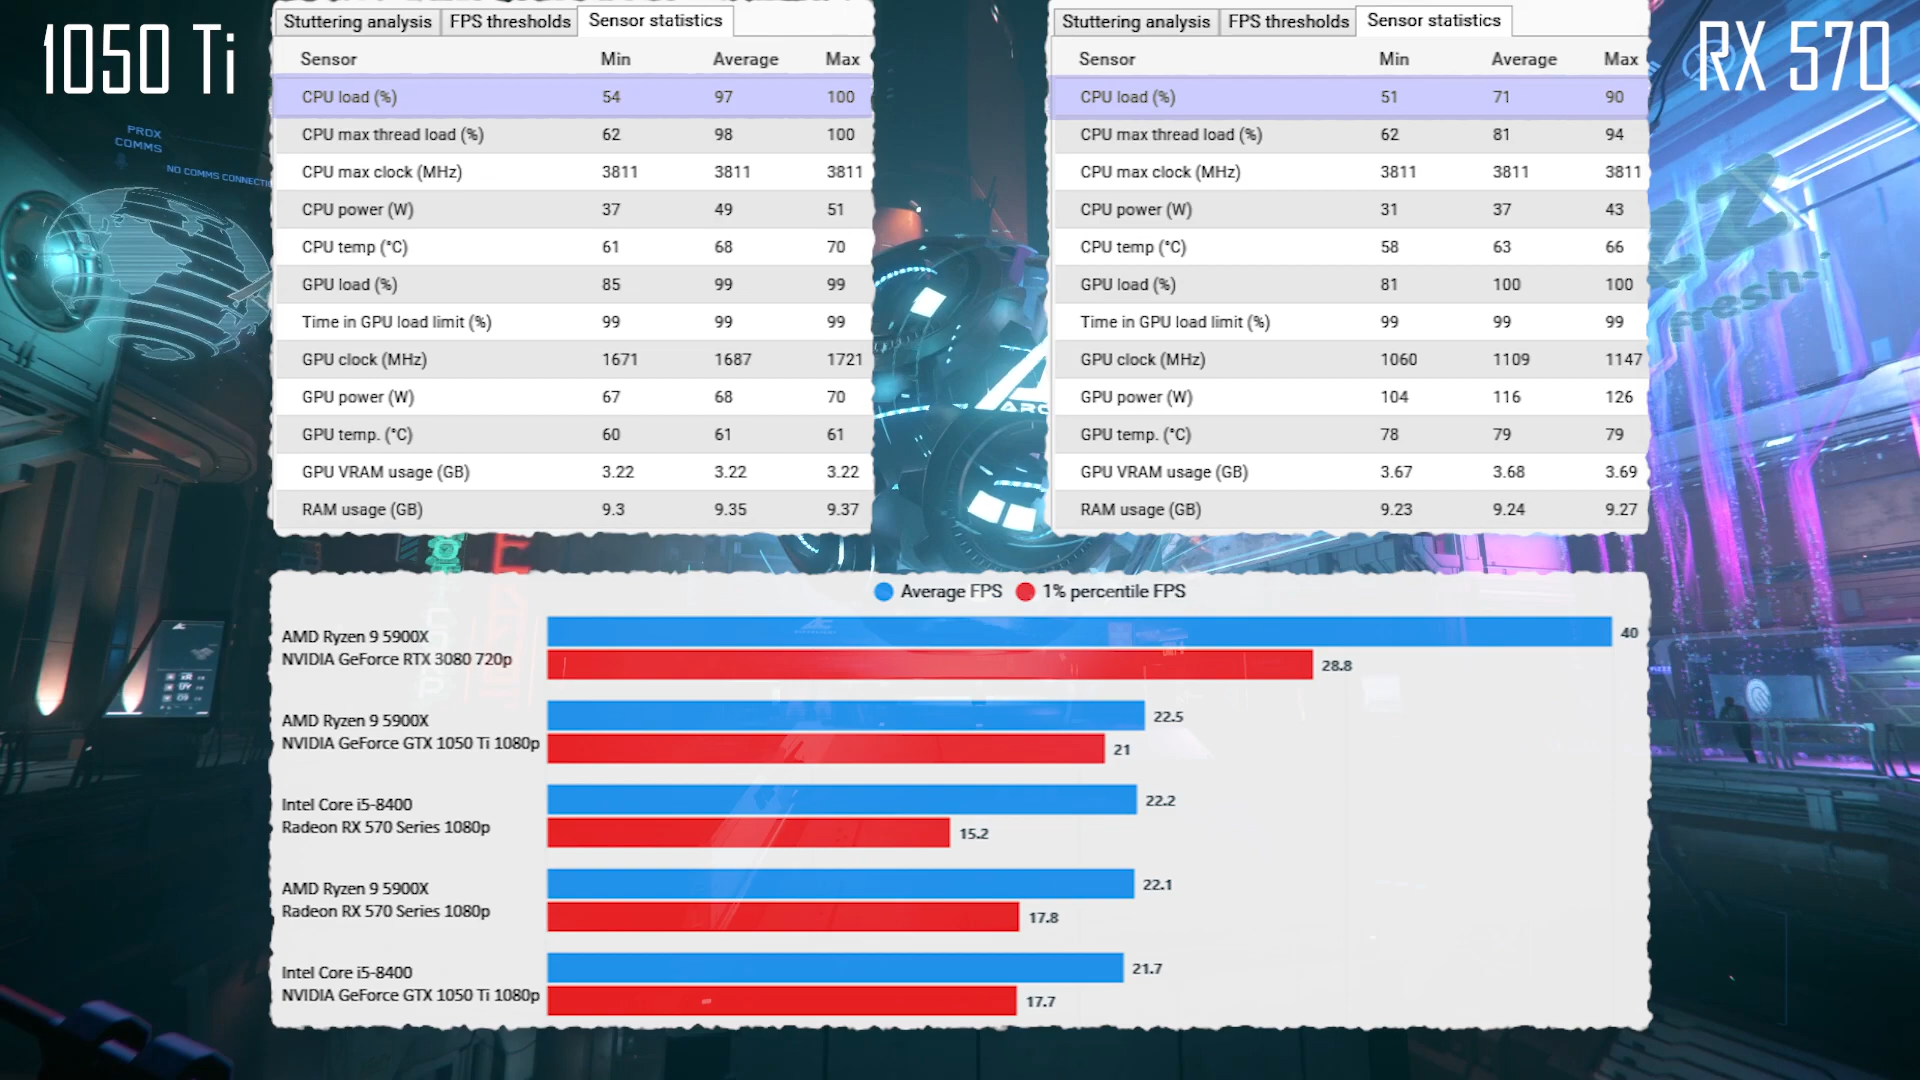 1050 Ti
RX 570
Stuttering analysis FPS thresholds Sensor statistics
Sensor Min Average Max
CPU load (%) 54 97 100
CPU max thread load (%) 62 98 100
CPU max clock (MHz) 3811 3811 3811
CPU power (W) 37 49 51
CPU temp (°C) 61 68 70
GPU load (%) 85 99 99
Time in GPU load limit (%) 99 99 99
GPU clock (MHz) 1671 1687 1721
GPU power (W) 67 68 70
GPU temp. (°C) 60 61 61
GPU VRAM usage (GB) 3.22 3.22 3.22
RAM usage (GB) 9.3 9.35 9.37
Stuttering analysis FPS thresholds Sensor statistics
Sensor Min Average Max
CPU load (%) 51 71 90
CPU max thread load (%) 62 81 94
CPU max clock (MHz) 3811 3811 3811
CPU power (W) 31 37 43
CPU temp (°C) 58 63 66
GPU load (%) 81 100 100
Time in GPU load limit (%) 99 99 99
GPU clock (MHz) 1060 1109 1147
GPU power (W) 104 116 126
GPU temp. (°C) 78 79 79
GPU VRAM usage (GB) 3.67 3.68 3.69
RAM usage (GB) 9.23 9.24 9.27
PROX
COMMS
NO COMMS
fresh
Average FPS 1% percentile FPS
AMD Ryzen 9 5900X
NVIDIA GeForce RTX 3080 720p
40
28.8
AMD Ryzen 9 5900X
NVIDIA GeForce GTX 1050 Ti 1080p
22.5
21
Intel Core i5-8400
Radeon RX 570 Series 1080p
22.2
15.2
AMD Ryzen 9 5900X
Radeon RX 570 Series 1080p
22.1
17.8
Intel Core i5-8400
NVIDIA GeForce GTX 1050 Ti 1080p
21.7
17.7